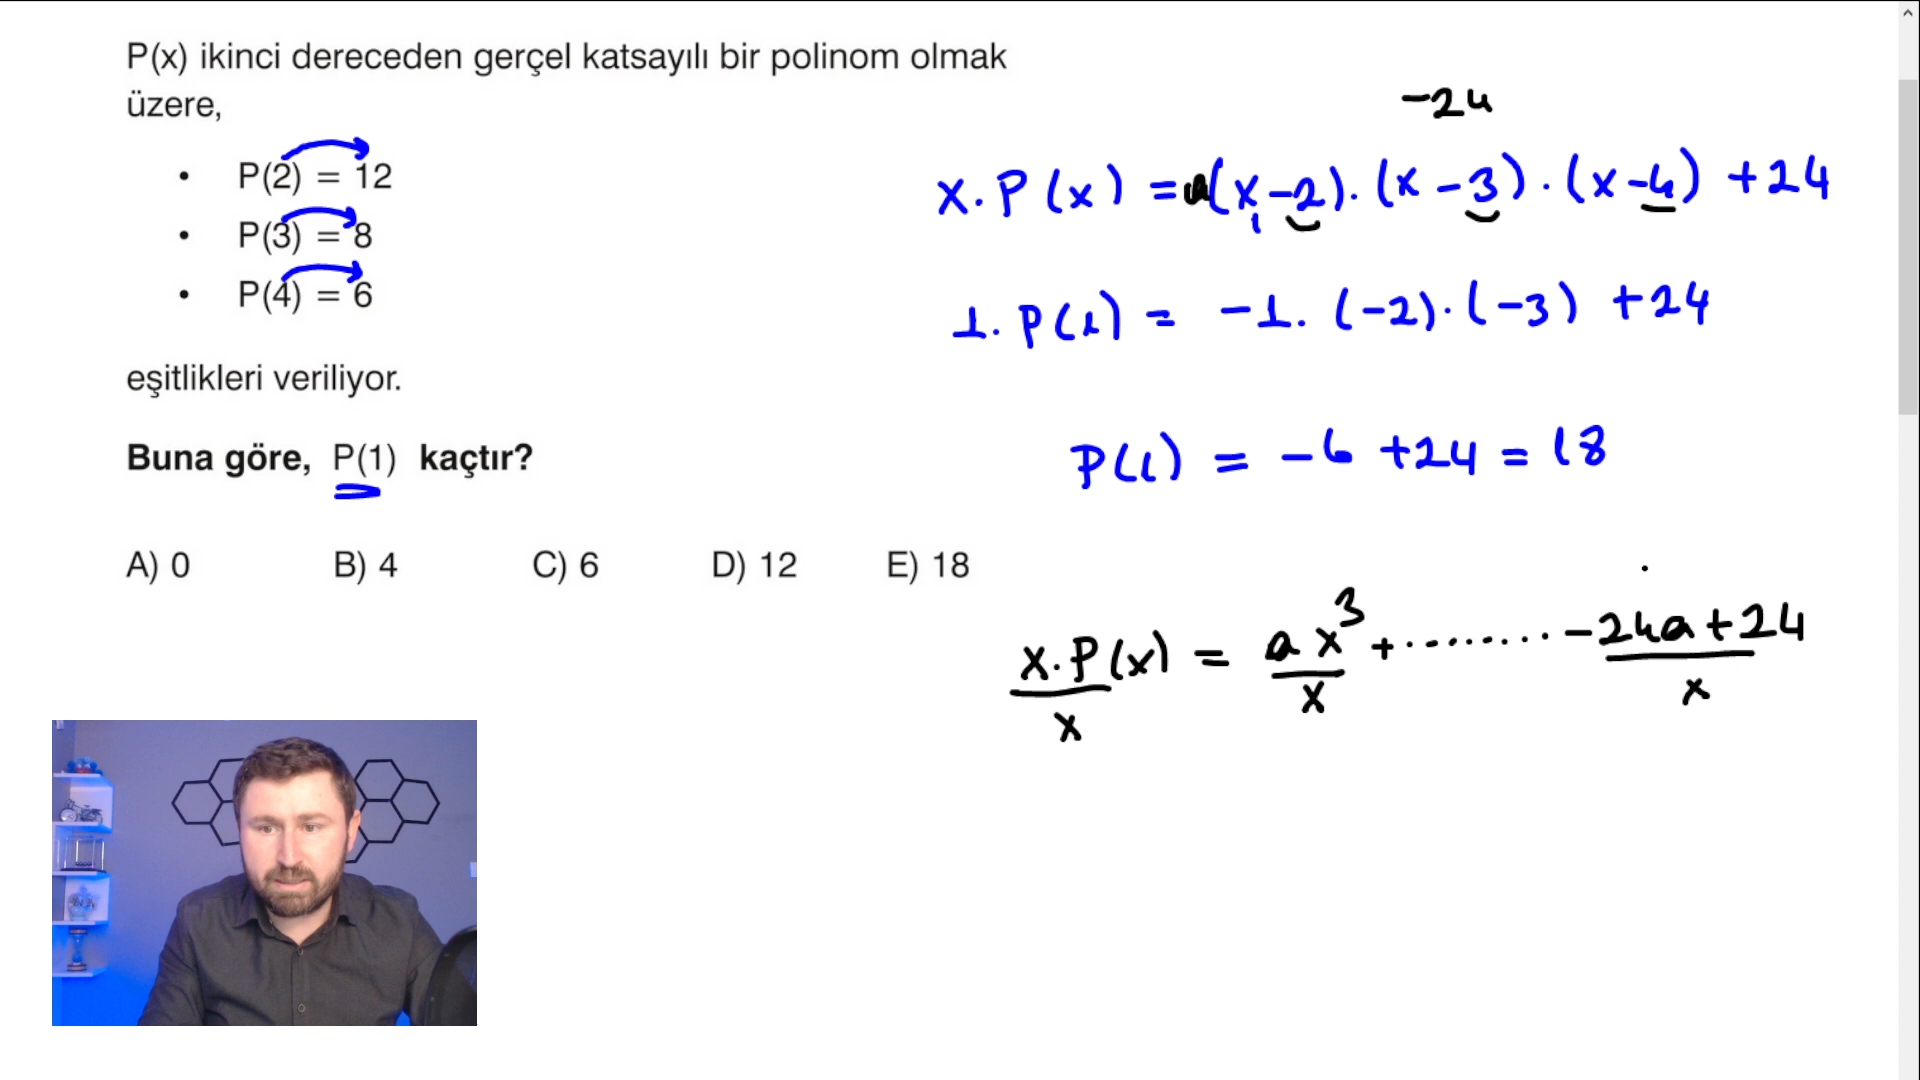 P(x) ikinci dereceden gerçel katsayılı bir polinom olmak
üzere,
• P(2) = 12
• P(3) = 8
• P(4) = 6
eşitlikleri veriliyor.
Buna göre, P(1) kaçtır?
A) 0 B) 4 C) 6 D) 12 E) 18
-24
x.P(x) = a(x-2).(x-3).(x-4) +24
1
1.P(1) = -1.(-2).(-3) +24
P(1) = -6 +24 = 18
x.P(x) = ax³ + ........ -24a+24
x x x